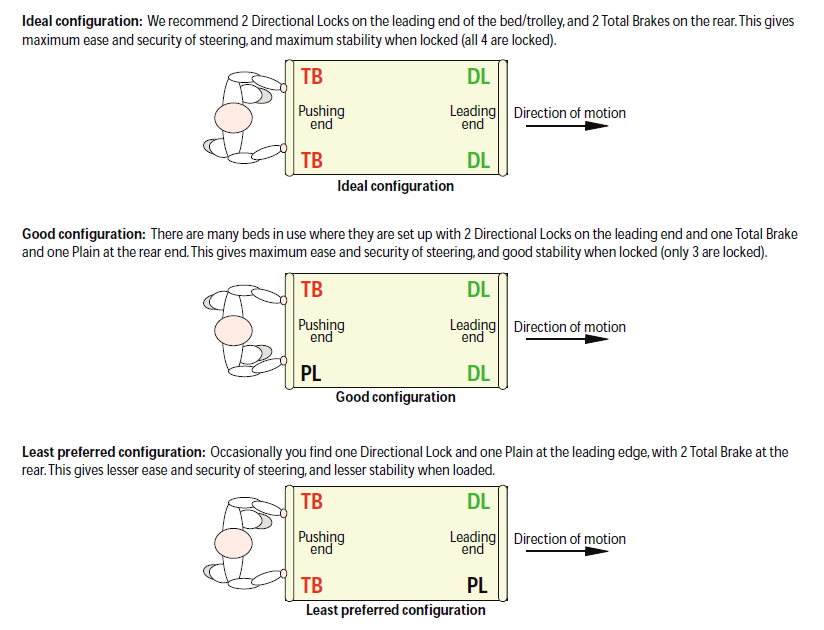 Ideal configuration: We recommend 2 Directional Locks on the leading end of the bed/trolley, and 2 Total Brakes on the rear. This gives
maximum ease and security of steering, and maximum stability when locked (all 4 are locked).
TB DL
Pushing end Leading end Direction of motion
TB DL
Ideal configuration
Good configuration: There are many beds in use where they are set up with 2 Directional Locks on the leading end and one Total Brake
and one Plain at the rear end. This gives maximum ease and security of steering, and good stability when locked (only 3 are locked).
TB DL
Pushing end Leading end Direction of motion
PL DL
Good configuration
Least preferred configuration: Occasionally you find one Directional Lock and one Plain at the leading edge, with 2 Total Brake at the
rear. This gives lesser ease and security of steering, and lesser stability when loaded.
TB DL
Pushing end Leading end Direction of motion
TB PL
Least preferred configuration